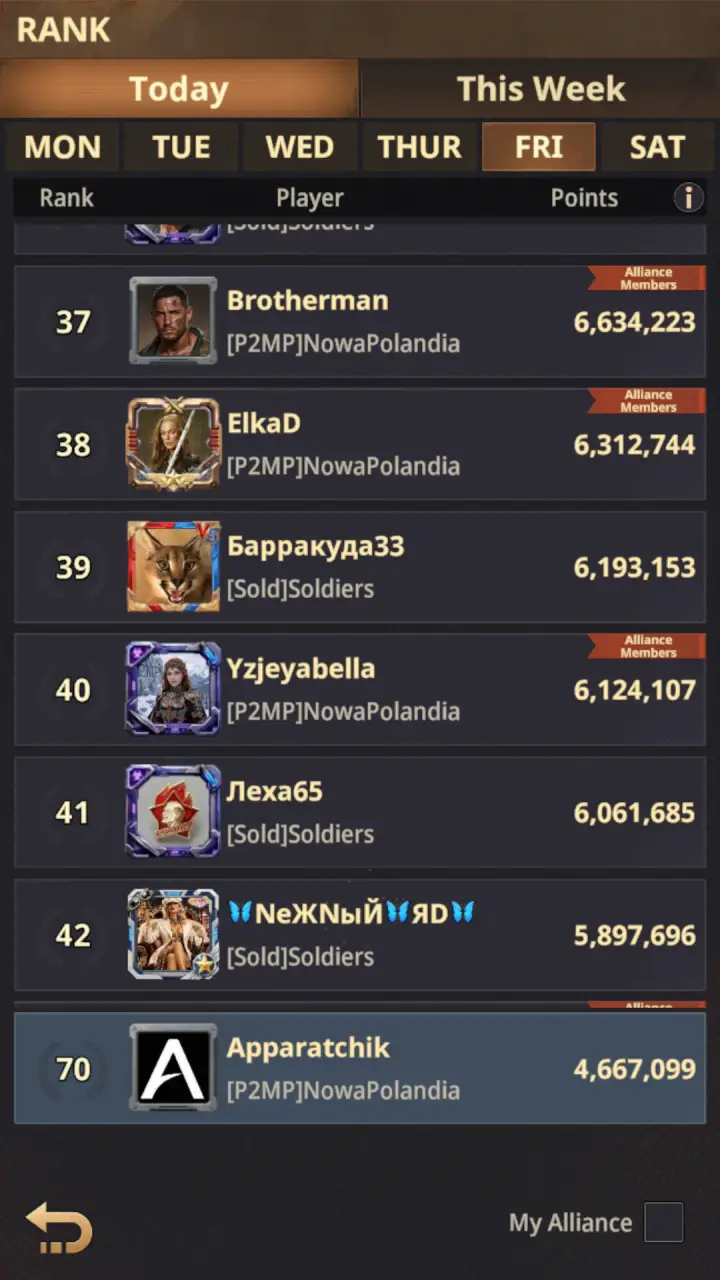 RANK
Today
This Week
MON TUE WED THUR FRI SAT
Rank Player Points
[Sold]Soldiers
Alliance
Members
37
Brotherman
6,634,223
[P2MP]NowaPolandia
Alliance
Members
38
ElkaD
6,312,744
[P2MP]NowaPolandia
39
Барракуда33
6,193,153
[Sold]Soldiers
Alliance
Members
40
Yzjeyabella
6,124,107
[P2MP]NowaPolandia
41
Леха65
6,061,685
[Sold]Soldiers
42
🦋NeЖNыЙ🦋ЯD🦋
5,897,696
[Sold]Soldiers
Alliance
70
Apparatchik
4,667,099
[P2MP]NowaPolandia
My Alliance